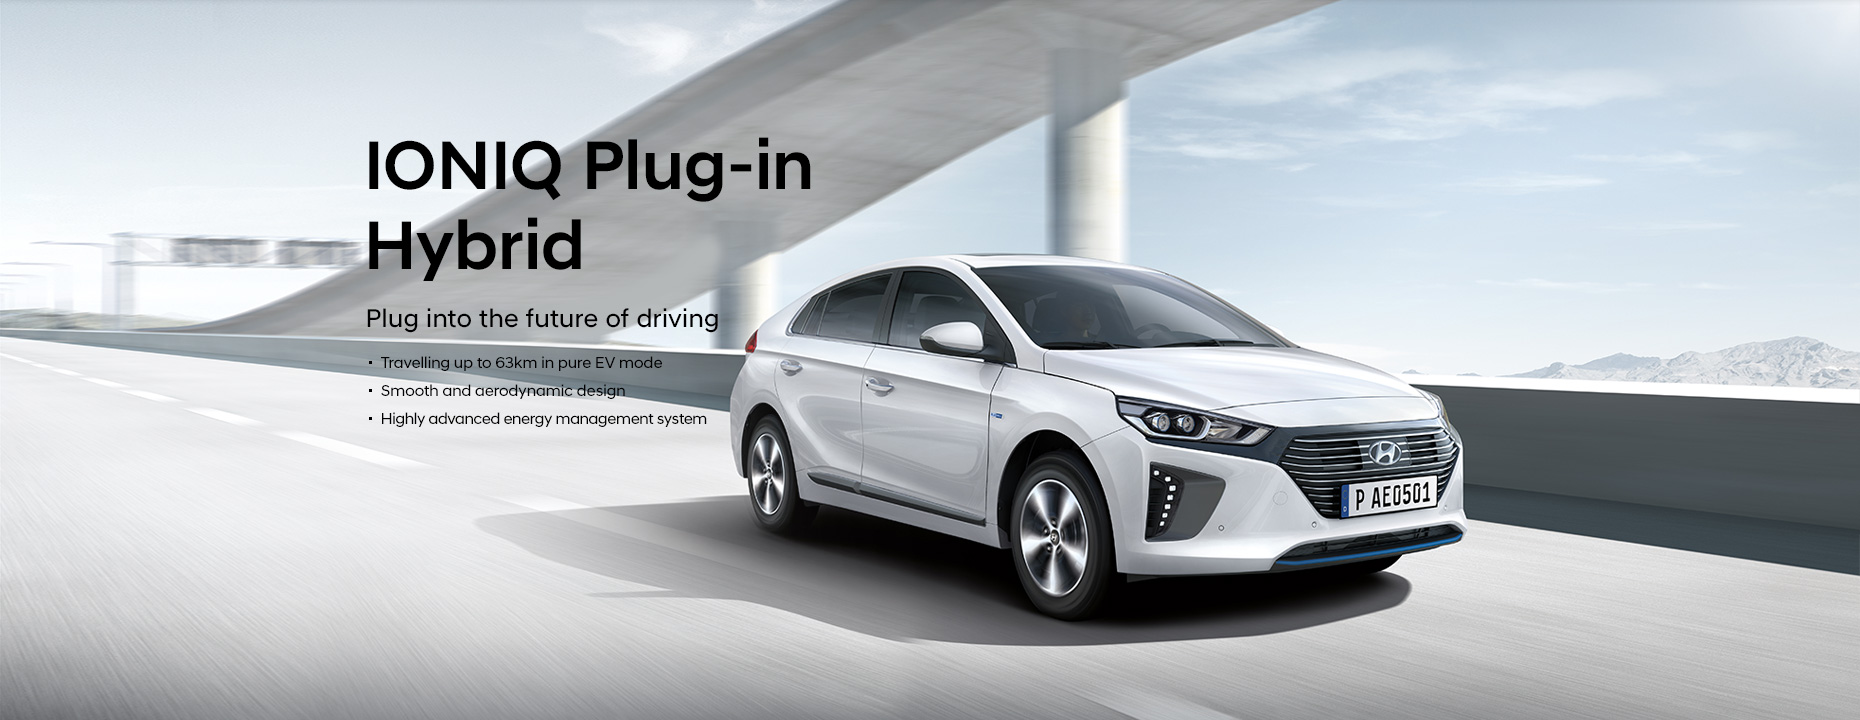 IONIQ Plug-in
Hybrid
Plug into the future of driving
· Travelling up to 63km in pure EV mode
· Smooth and aerodynamic design
· Highly advanced energy management system
P AE0501